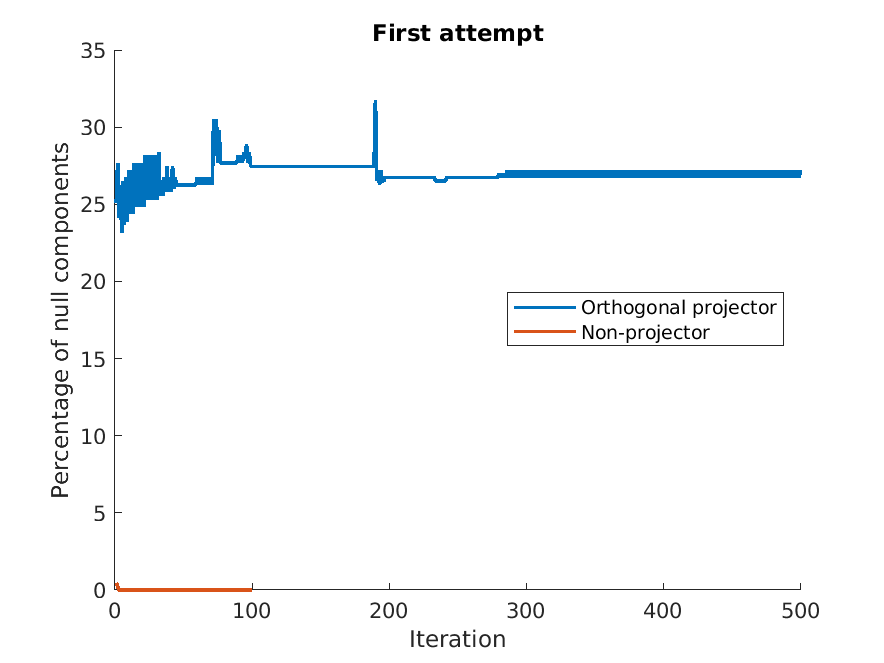 First attempt
Percentage of null components
35
30
25
20
15
10
5
0
Orthogonal projector
Non-projector
0 100 200 300 400 500
Iteration